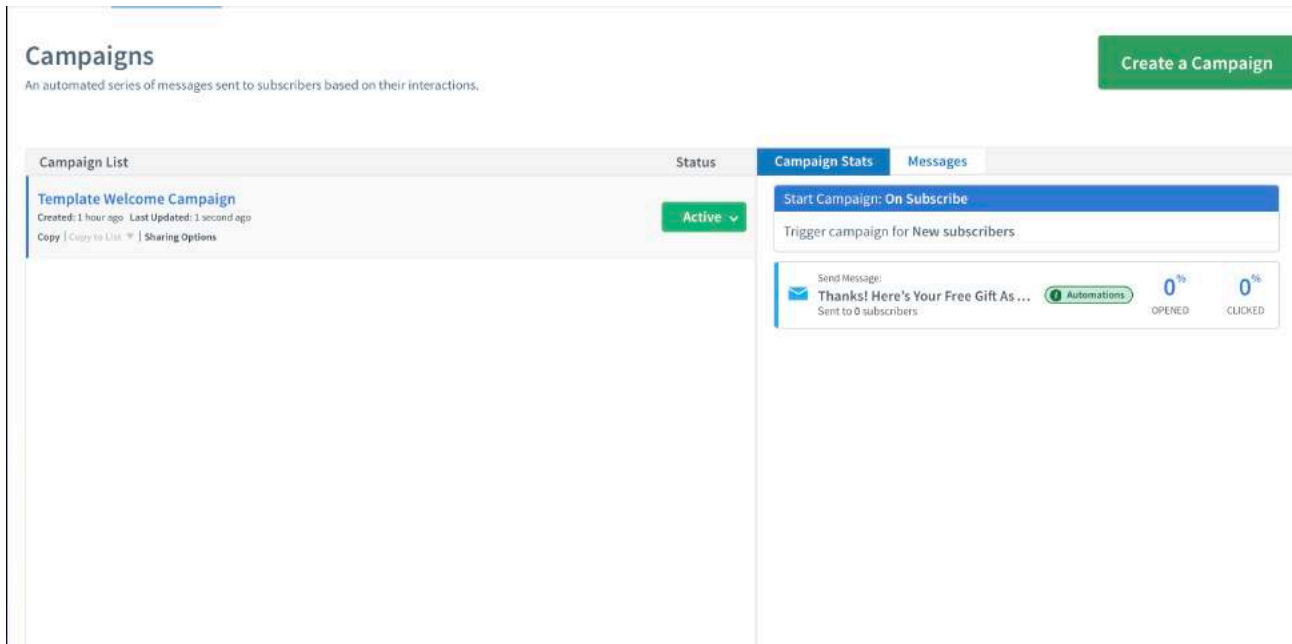 Campaigns
An automated series of messages sent to subscribers based on their interactions.
Create a Campaign
Campaign List Status
Template Welcome Campaign
Created: 1 hour ago Last Updated: 1 second ago
Copy | Copy to List | Sharing Options
Active
Campaign Stats Messages
Start Campaign: On Subscribe
Trigger campaign for New subscribers
Send Message:
Thanks! Here's Your Free Gift As ...
Sent to 0 subscribers
Automations
0%
OPENED
0%
CLICKED